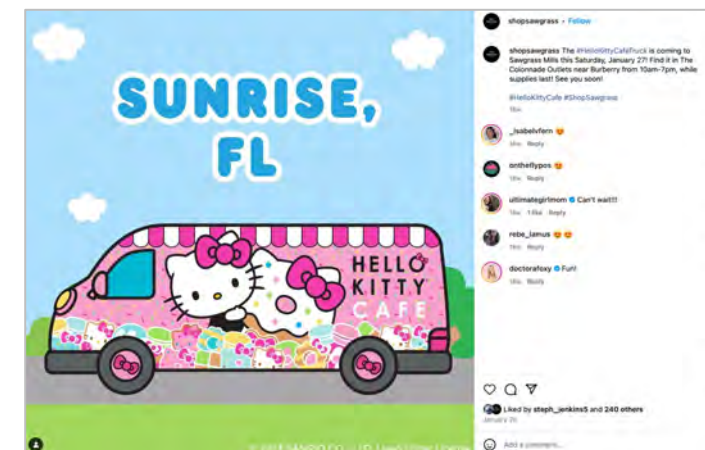 SUNRISE,
FL
HELLO
KITTY
CAFE
shopsawgrass • Follow
shopsawgrass The #HelloKittyCafeTruck is coming to
Sawgrass Mills this Saturday, January 27! Find it in The
Colonnade Outlets near Burberry from 10am-7pm, while
supplies last! See you soon!
#HelloKittyCafe #ShopSawgrass
_isabelvfern 😍
Reply
ontheflypos 😍
Reply
ultimategirlmom Can't wait!!!
1 like Reply
rebe_lamus 😍 😍
Reply
doctorafoxy Fun!
Reply
Liked by steph_jenkins5 and 240 others
Add a comment...